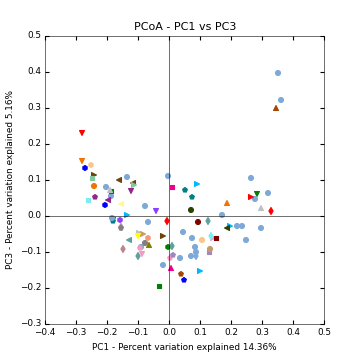 PCoA - PC1 vs PC3
0.5
0.4
0.3
0.2
0.1
0.0
−0.1
−0.2
−0.3
−0.4 −0.3 −0.2 −0.1 0.0 0.1 0.2 0.3 0.4 0.5
PC3 - Percent variation explained 5.16%
PC1 - Percent variation explained 14.36%